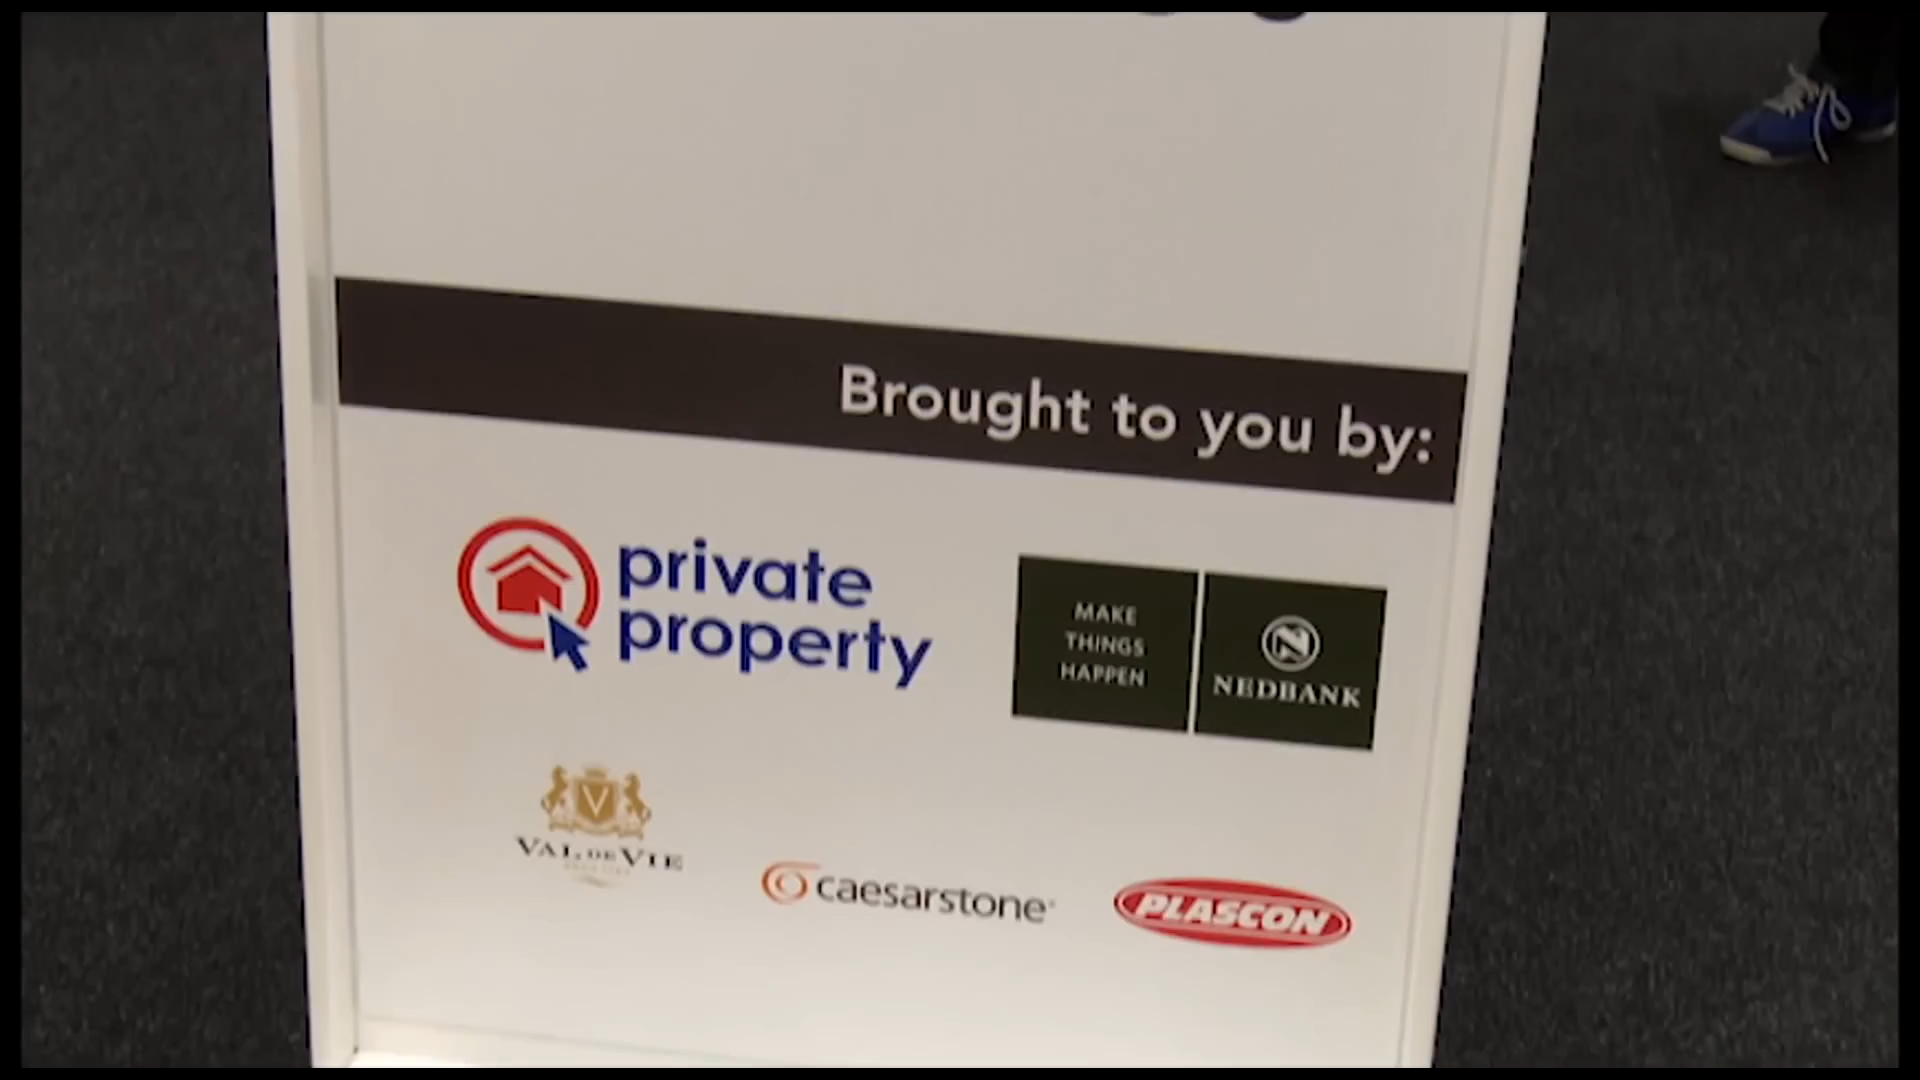 Brought to you by:
private
property
MAKE
THINGS
HAPPEN
NEDBANK
V
VAL DE VIE
caesarstone
PLASCON